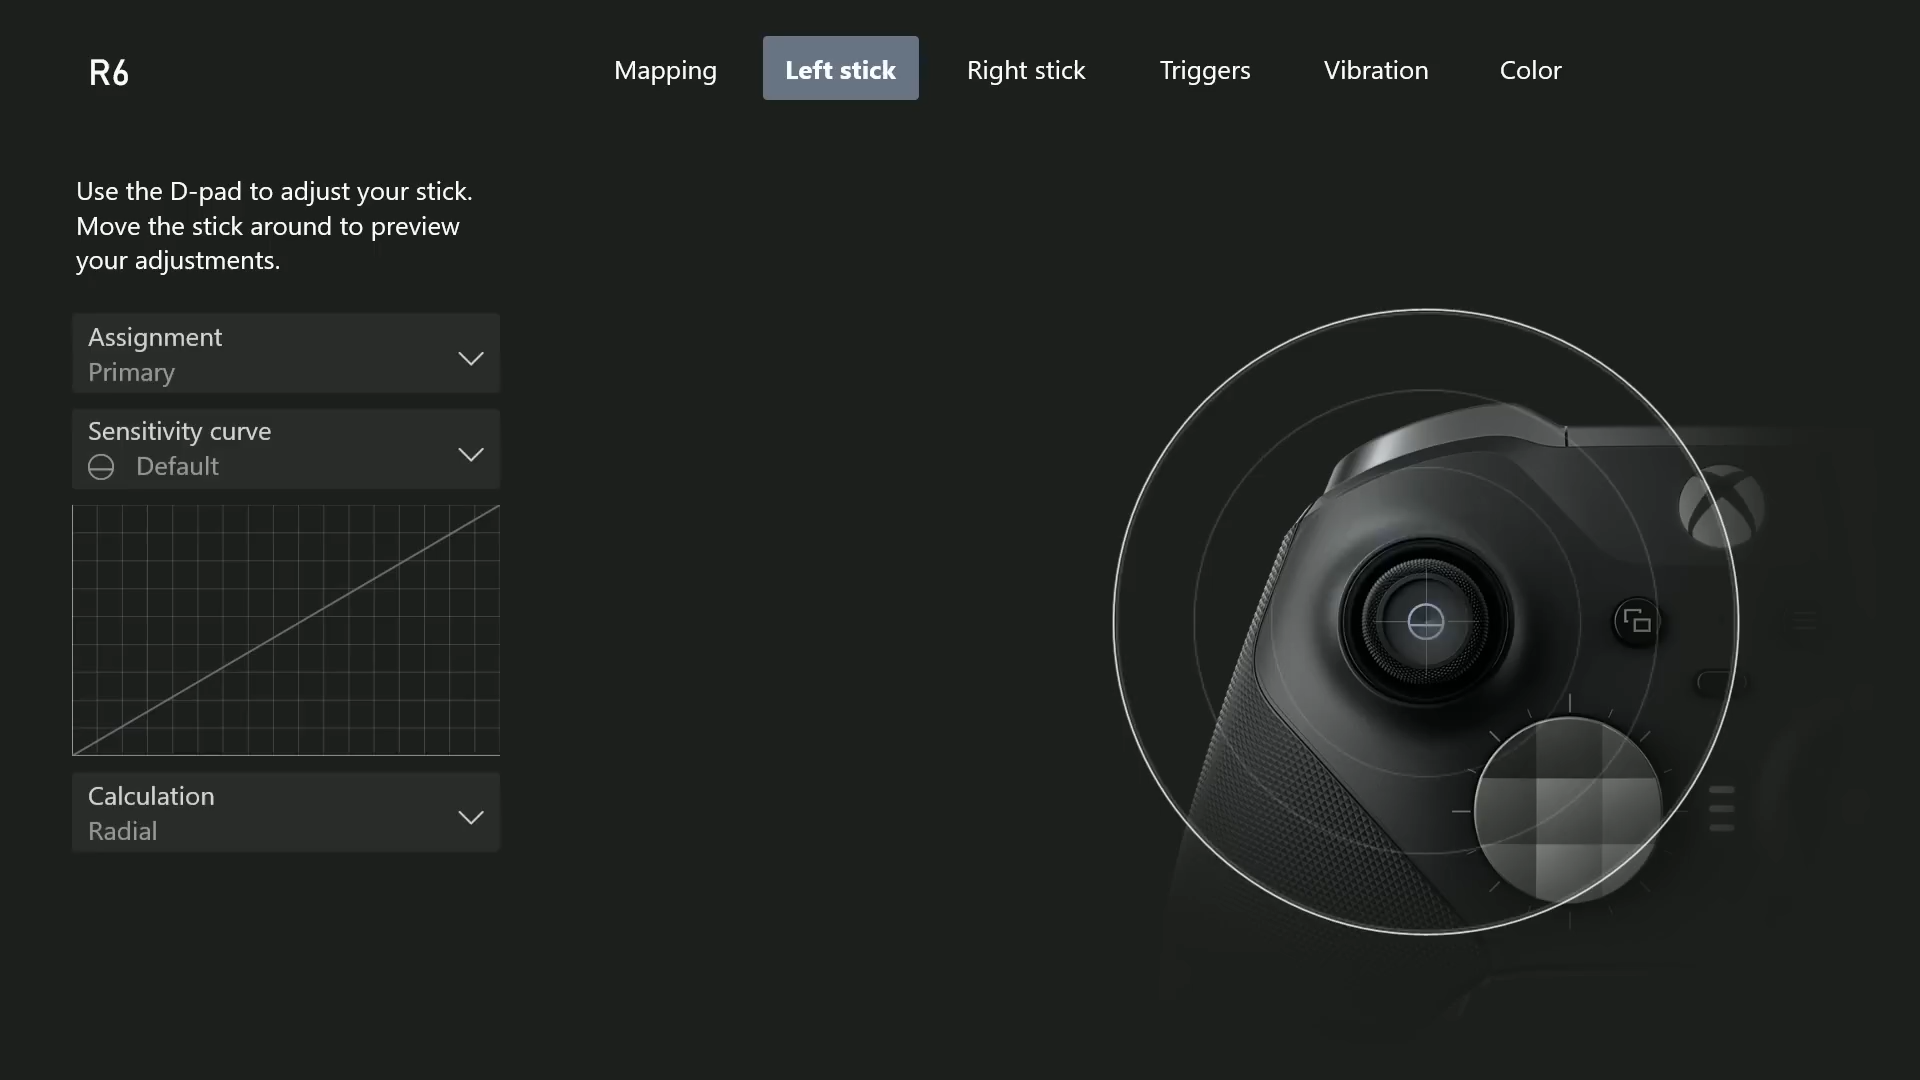 R6
Mapping
Left stick
Right stick
Triggers
Vibration
Color
Use the D-pad to adjust your stick.
Move the stick around to preview
your adjustments.
Assignment
Primary
Sensitivity curve
Default
Calculation
Radial